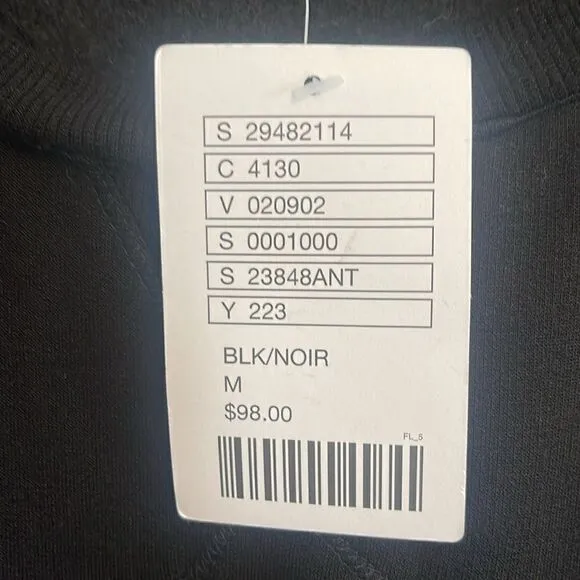 S 29482114
C 4130
V 020902
S 0001000
S 23848ANT
Y 223
BLK/NOIR
M
$98.00
FL_5